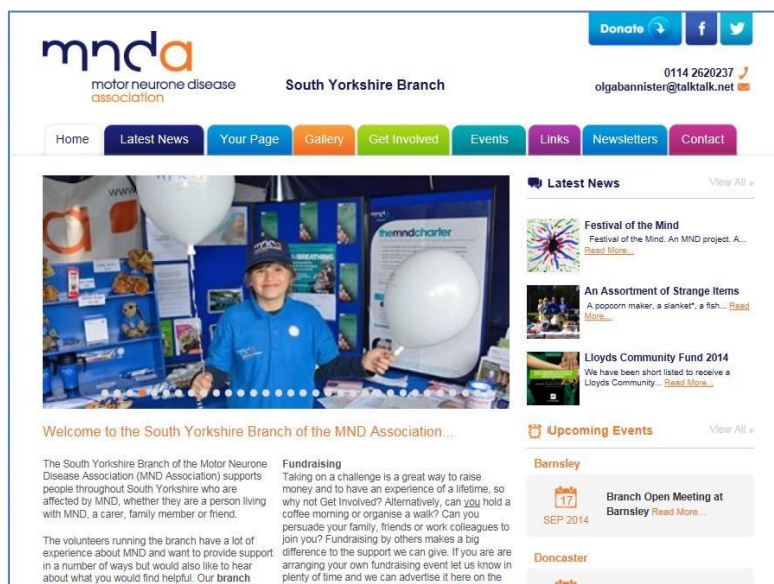 Donate
mnda
motor neurone disease
association
South Yorkshire Branch
0114 2620237
olgabannister@talktalk.net
Home
Latest News
Your Page
Gallery
Get Involved
Events
Links
Newsletters
Contact
www
mnda
themndcharter
BREATHING
Latest News
View All »
Festival of the Mind
Festival of the Mind. An MND project. A...
Read More...
An Assortment of Strange Items
A popcorn maker, a slanket*, a fish... Read
More...
Lloyds Community Fund 2014
We have been short listed to receive a
Lloyds Community... Read More...
Welcome to the South Yorkshire Branch of the MND Association...
The South Yorkshire Branch of the Motor Neurone
Disease Association (MND Association) supports
people throughout South Yorkshire who are
affected by MND, whether they are a person living
with MND, a carer, family member or friend.
The volunteers running the branch have a lot of
experience about MND and want to provide support
in a number of ways but would also like to hear
about what you would find helpful. Our branch
Fundraising
Taking on a challenge is a great way to raise
money and to have an experience of a lifetime, so
why not Get Involved? Alternatively, can you hold a
coffee morning or organise a walk? Can you
persuade your family, friends or work colleagues to
join you? Fundraising by others makes a big
difference to the support we can give. If you are are
arranging your own fundraising event let us know in
plenty of time and we can advertise it here on the
Upcoming Events
View All »
Barnsley
17
SEP 2014
Branch Open Meeting at
Barnsley Read More...
Doncaster